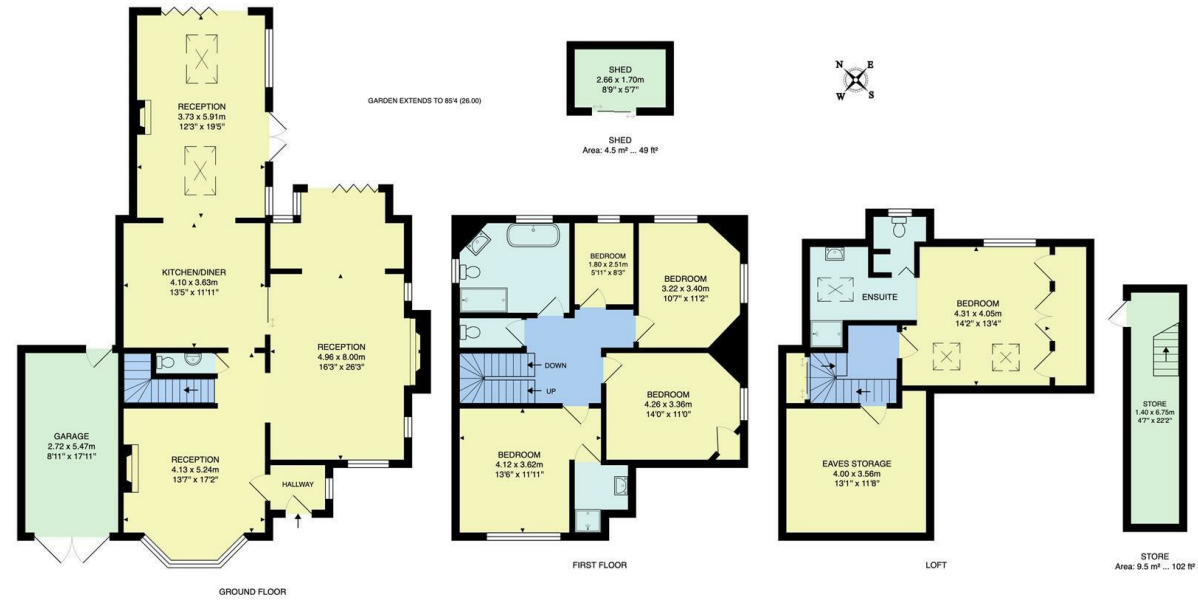 RECEPTION
3.73 x 5.91m
12'3" x 19'5"
GARDEN EXTENDS TO 85'4 (26.00)
SHED
2.66 x 1.70m
8'9" x 5'7"
SHED
Area: 4.5 m² ... 49 ft²
N E
W S
KITCHEN/DINER
4.10 x 3.63m
13'5" x 11'11"
RECEPTION
4.96 x 8.00m
16'3" x 26'3"
GARAGE
2.72 x 5.47m
8'11" x 17'11"
RECEPTION
4.13 x 5.24m
13'7" x 17'2"
HALLWAY
GROUND FLOOR
BEDROOM
1.80 x 2.51m
5'11" x 8'3"
BEDROOM
3.22 x 3.40m
10'7" x 11'2"
DOWN
UP
BEDROOM
4.26 x 3.36m
14'0" x 11'0"
BEDROOM
4.12 x 3.62m
13'6" x 11'11"
FIRST FLOOR
ENSUITE
BEDROOM
4.31 x 4.05m
14'2" x 13'4"
EAVES STORAGE
4.00 x 3.56m
13'1" x 11'8"
LOFT
STORE
1.40 x 6.75m
4'7" x 22'2"
STORE
Area: 9.5 m² ... 102 ft²